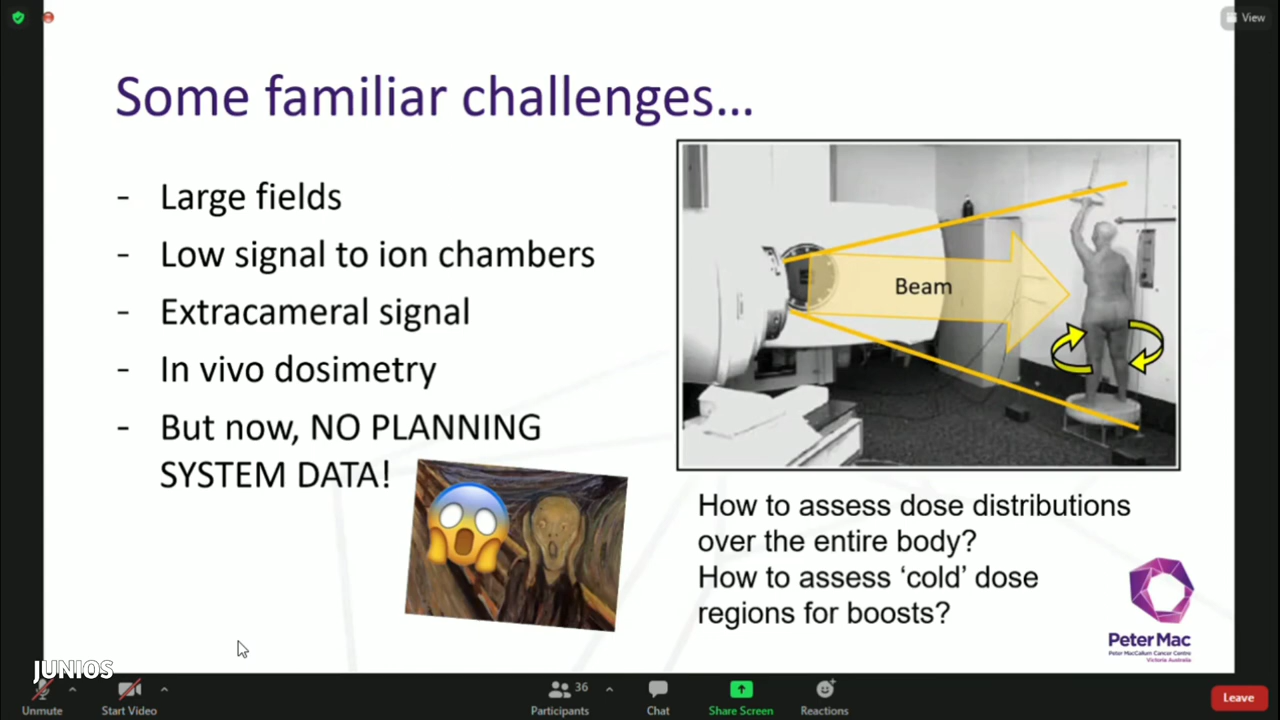 View
Some familiar challenges...
- Large fields
- Low signal to ion chambers
- Extracameral signal
- In vivo dosimetry
- But now, NO PLANNING
SYSTEM DATA!
Beam
How to assess dose distributions
over the entire body?
How to assess ‘cold’ dose
regions for boosts?
Peter Mac
Peter MacCallum Cancer Centre
Victoria Australia
JUNIOS
Unmute
Start Video
36
Participants
Chat
Share Screen
Reactions
Leave